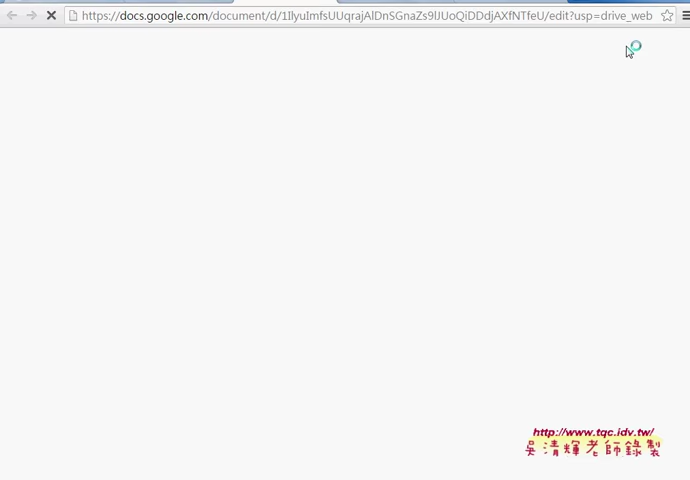 https://docs.google.com/document/d/1IlyuImfsUUqrajAlDnSGnaZs9lJUoQiDDdjAXfNTfeU/edit?usp=drive_web
http://www.tqc.idv.tw/
吳清輝老師錄製